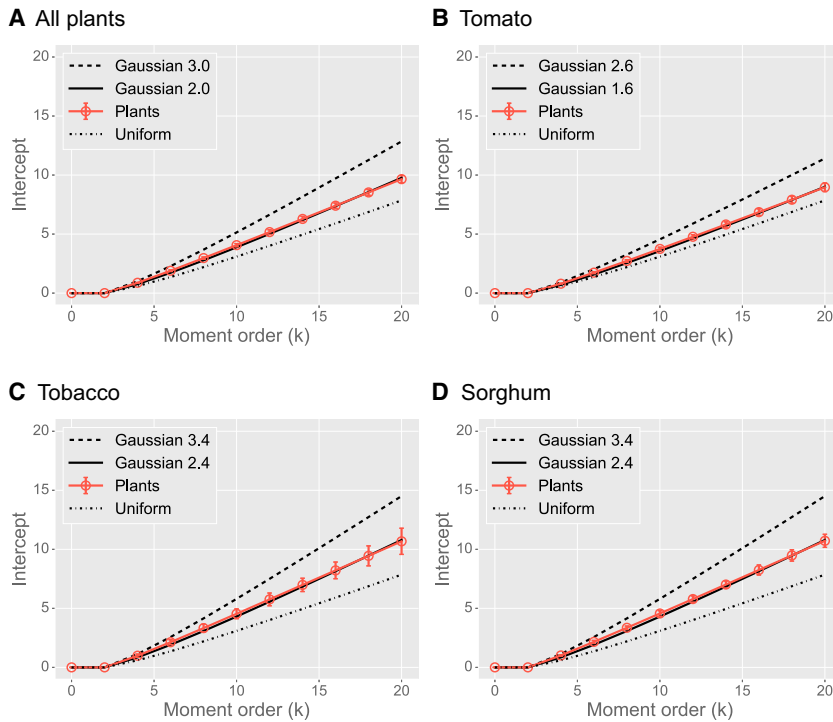 A All plants
20
15
10
5
0
Intercept
Gaussian 3.0
Gaussian 2.0
Plants
Uniform
0 5 10 15 20
Moment order (k)
B Tomato
20
15
10
5
0
Intercept
Gaussian 2.6
Gaussian 1.6
Plants
Uniform
0 5 10 15 20
Moment order (k)
C Tobacco
20
15
10
5
0
Intercept
Gaussian 3.4
Gaussian 2.4
Plants
Uniform
0 5 10 15 20
Moment order (k)
D Sorghum
20
15
10
5
0
Intercept
Gaussian 3.4
Gaussian 2.4
Plants
Uniform
0 5 10 15 20
Moment order (k)